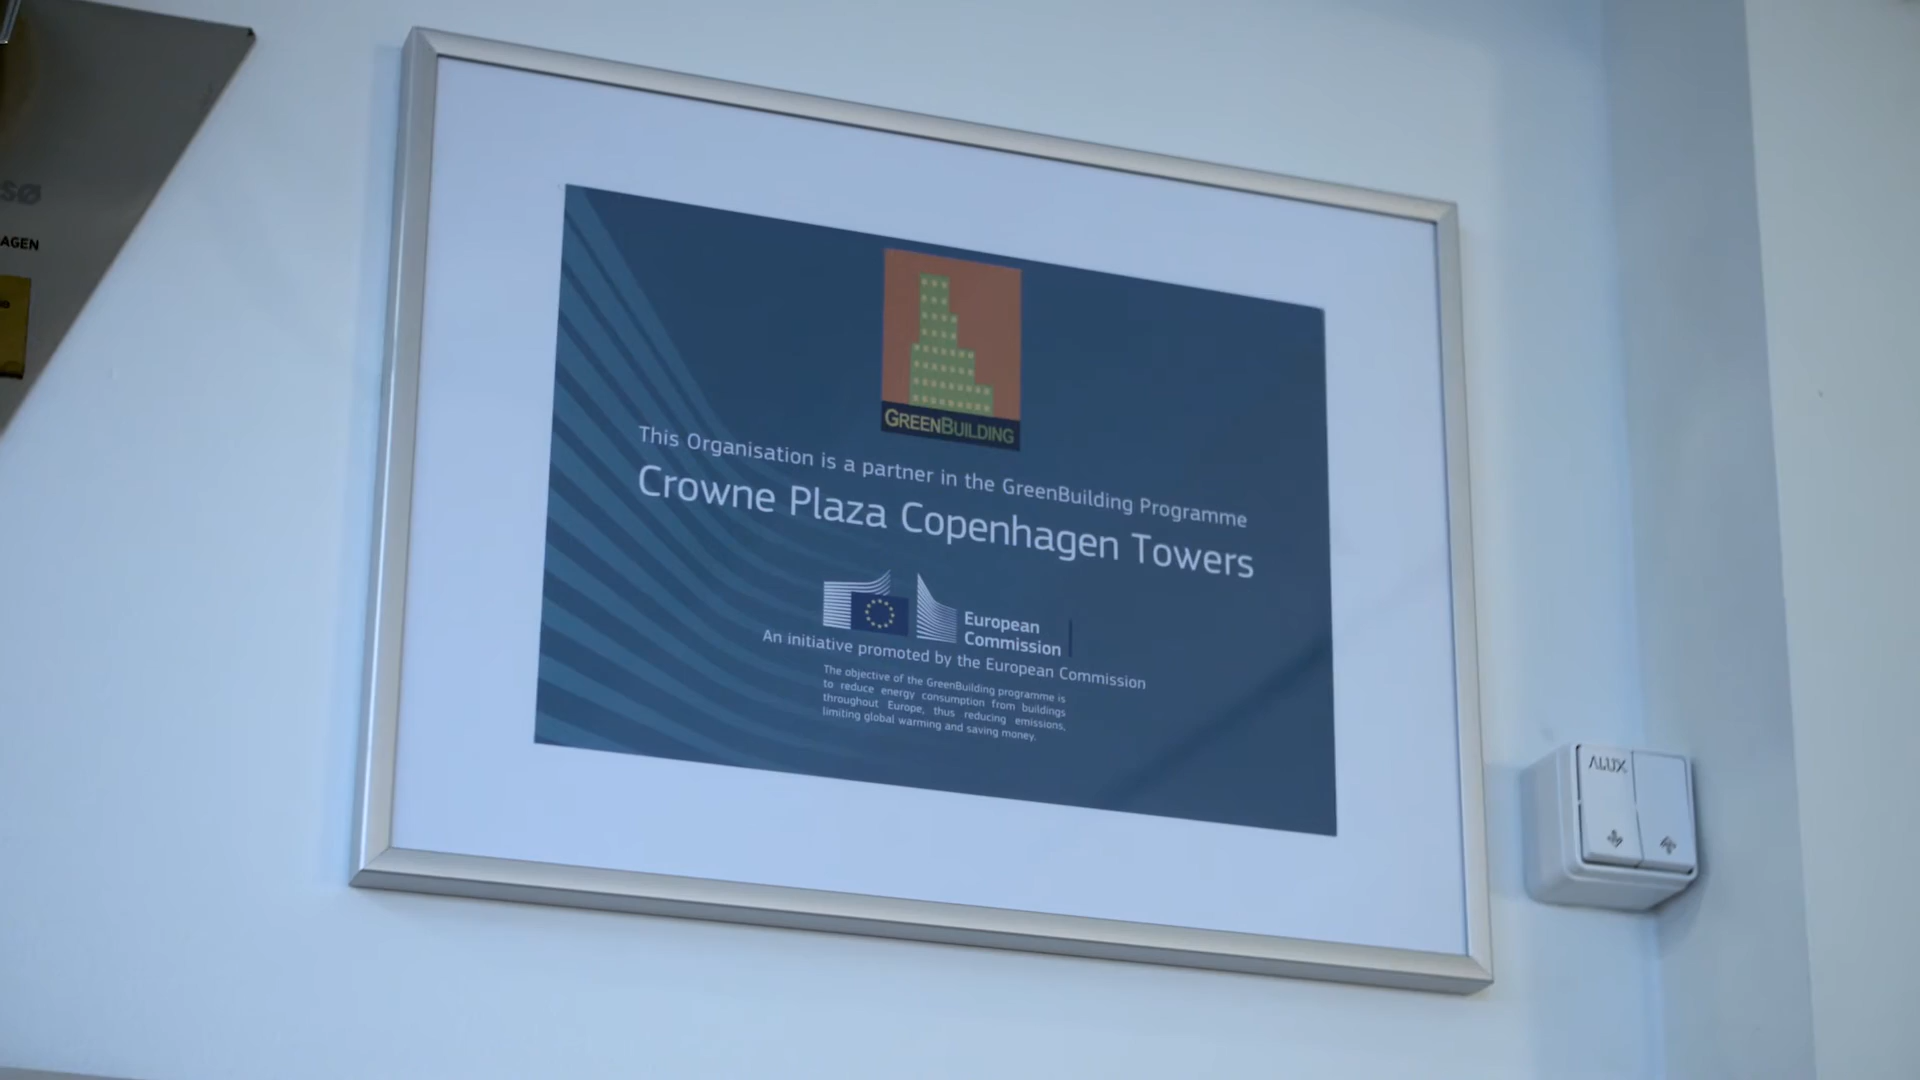 SØ
AGEN
GREENBUILDING
This Organisation is a partner in the GreenBuilding Programme
Crowne Plaza Copenhagen Towers
European
Commission
An initiative promoted by the European Commission
The objective of the GreenBuilding programme is
to reduce energy consumption from buildings
throughout Europe, thus reducing emissions,
limiting global warming and saving money.